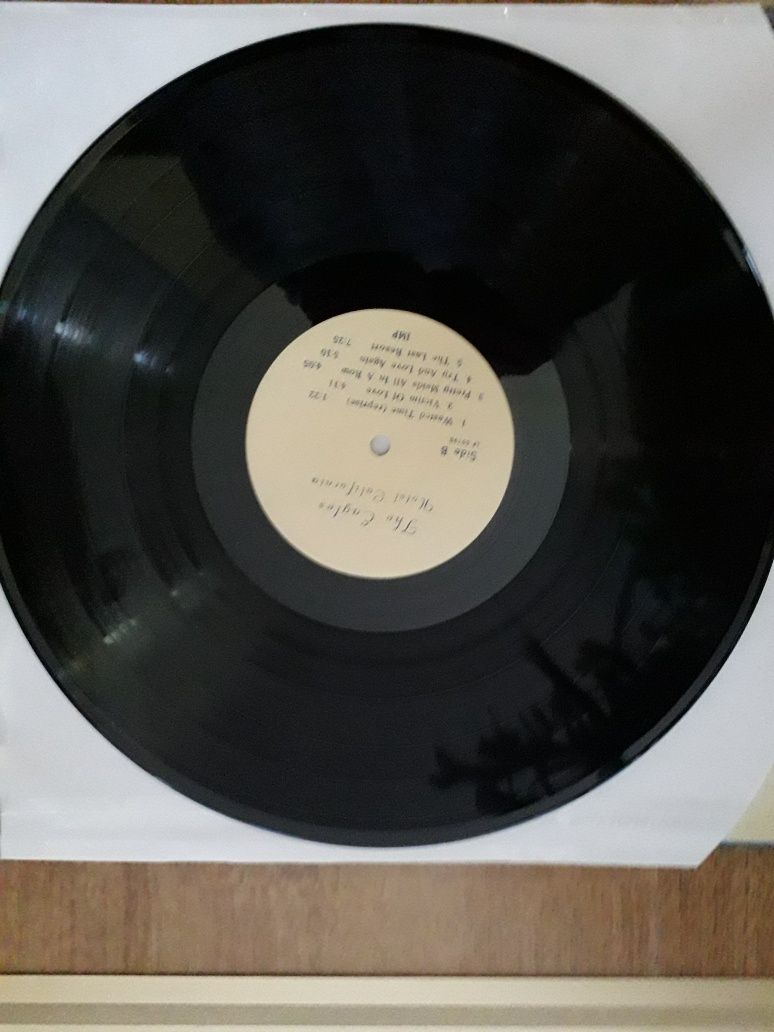 The Eagles
Hotel California
Side B
1. Wasted Time (reprise) 1:22
2. Victim Of Love 4:11
3 Pretty Maids All In A Row 4:05
4 Try And Love Again 5:10
5 The Last Resort 7:25
IMP